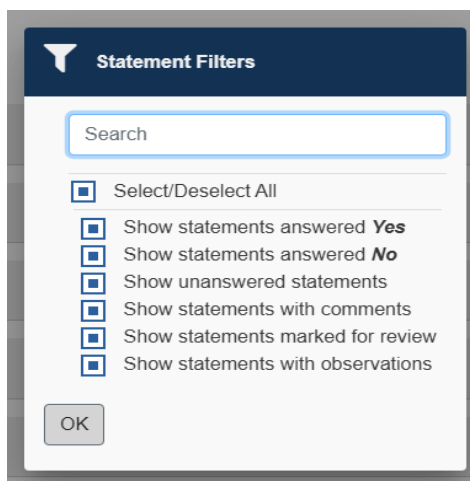 Statement Filters
Search
Select/Deselect All
Show statements answered Yes
Show statements answered No
Show unanswered statements
Show statements with comments
Show statements marked for review
Show statements with observations
OK